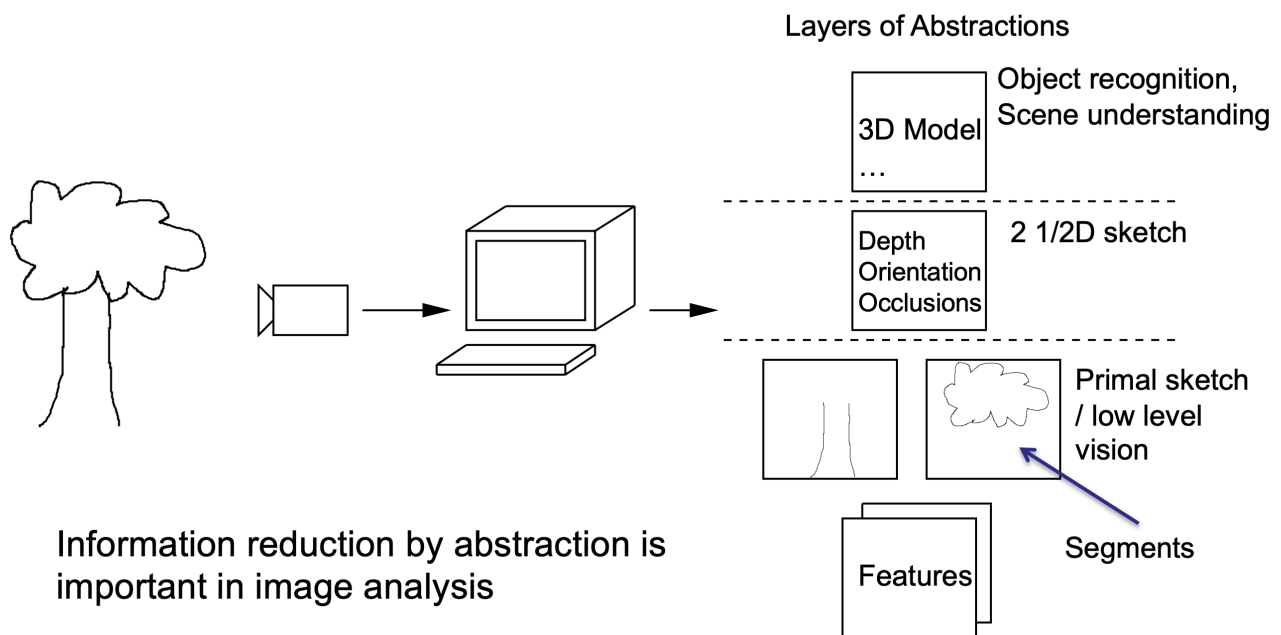 Layers of Abstractions
3D Model
...
Object recognition,
Scene understanding
Depth
Orientation
Occlusions
2 1/2D sketch
Primal sketch
/ low level
vision
Segments
Features
Information reduction by abstraction is
important in image analysis